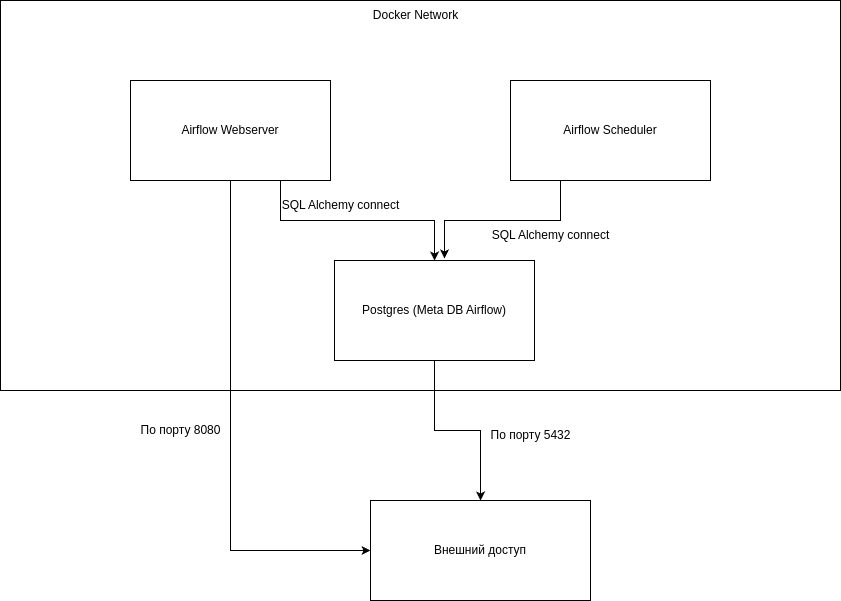 Docker Network
Airflow Webserver
Airflow Scheduler
SQL Alchemy connect
SQL Alchemy connect
Postgres (Meta DB Airflow)
По порту 8080
По порту 5432
Внешний доступ